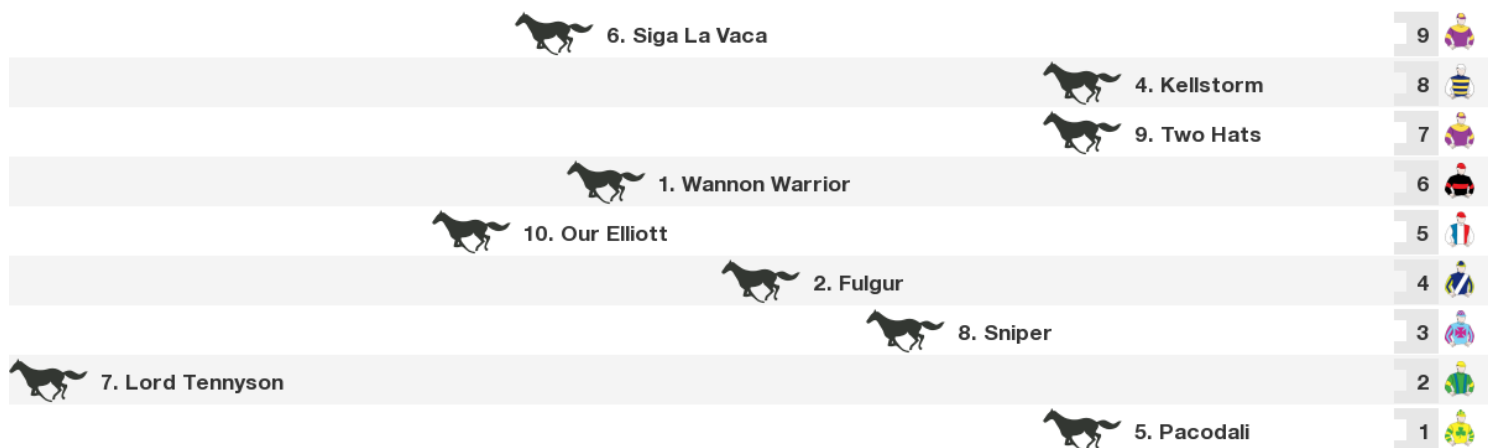 6. Siga La Vaca 9
4. Kellstorm 8
9. Two Hats 7
1. Wannon Warrior 6
10. Our Elliott 5
2. Fulgur 4
8. Sniper 3
7. Lord Tennyson 2
5. Pacodali 1